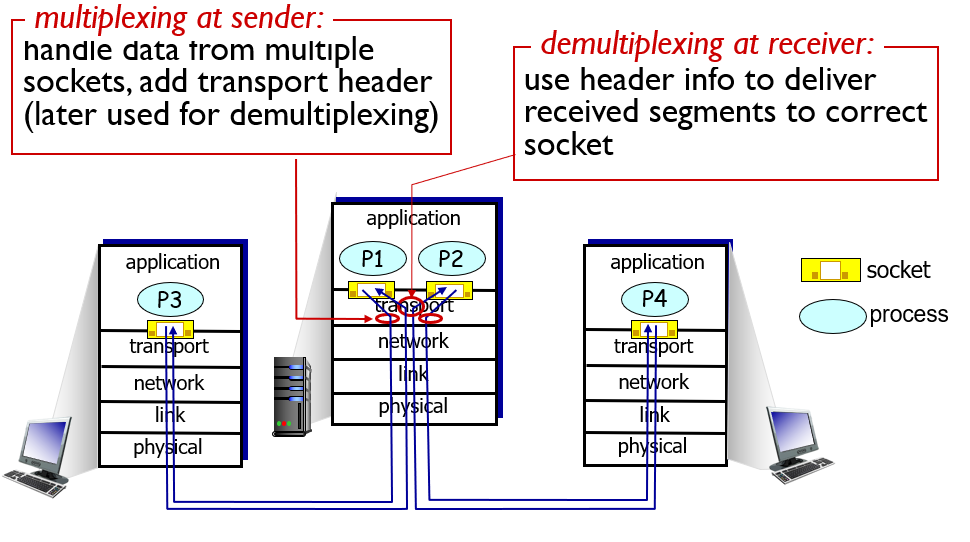 multiplexing at sender:
handle data from multiple
sockets, add transport header
(later used for demultiplexing)
demultiplexing at receiver:
use header info to deliver
received segments to correct
socket
application
P3
transport
network
link
physical
application
P1 P2
transport
network
link
physical
application
P4
transport
network
link
physical
socket
process